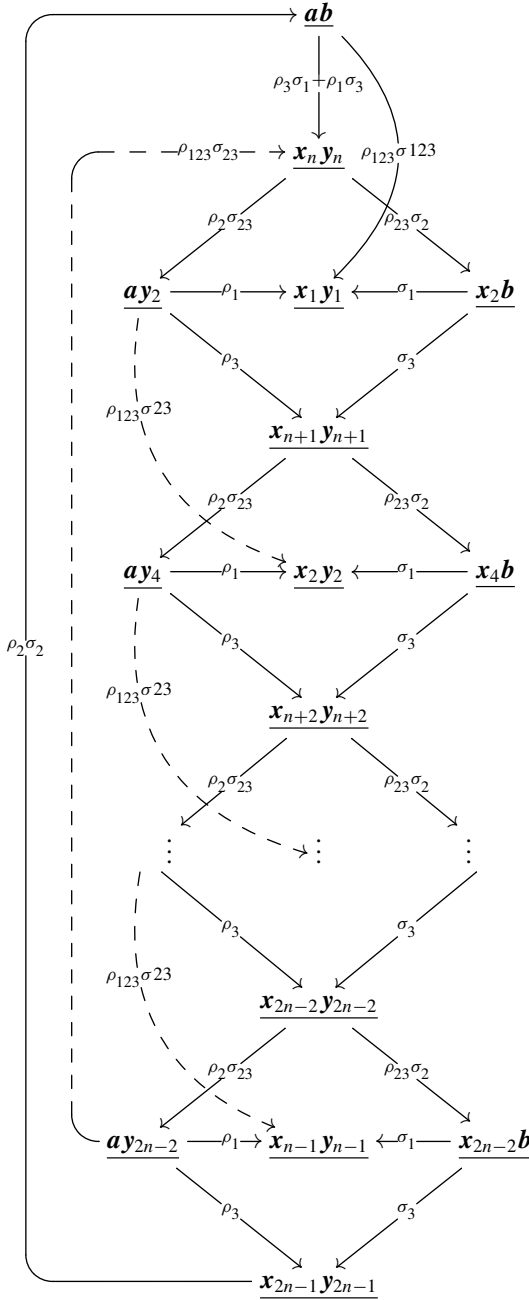 ab
ρ₃σ₁+ρ₁σ₃
ρ₁₂₃σ₂₃ xₙyₙ ρ₁₂₃σ123
ρ₂σ₂₃ ρ₂₃σ₂
ay₂ ρ₁ x₁y₁ σ₁ x₂b
ρ₃ σ₃
ρ₁₂₃σ23
xₙ₊₁yₙ₊₁
ρ₂σ₂₃ ρ₂₃σ₂
ay₄ ρ₁ x₂y₂ σ₁ x₄b
ρ₂σ₂ ρ₃ σ₃
ρ₁₂₃σ23
xₙ₊₂yₙ₊₂
ρ₂σ₂₃ ρ₂₃σ₂
⋮ ⋮ ⋮
ρ₃ σ₃
ρ₁₂₃σ23
x₂ₙ₋₂y₂ₙ₋₂
ρ₂σ₂₃ ρ₂₃σ₂
ay₂ₙ₋₂ ρ₁ xₙ₋₁yₙ₋₁ σ₁ x₂ₙ₋₂b
ρ₃ σ₃
x₂ₙ₋₁y₂ₙ₋₁